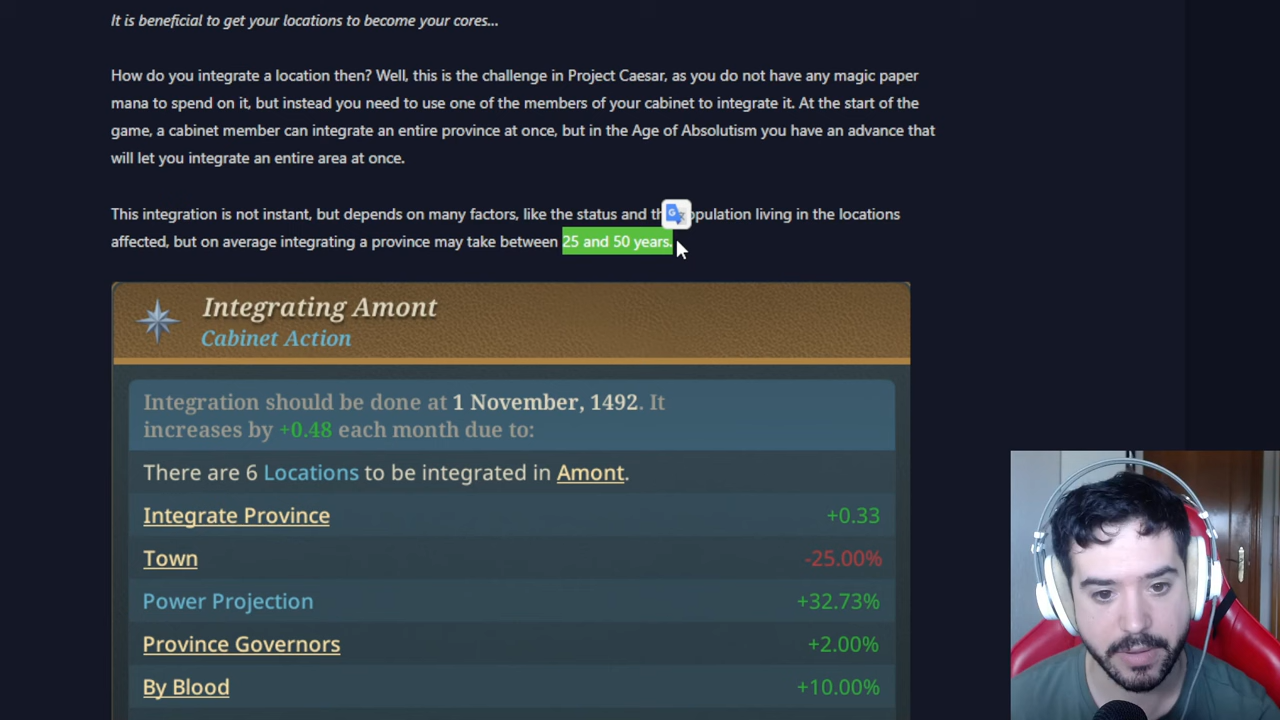 It is beneficial to get your locations to become your cores...
How do you integrate a location then? Well, this is the challenge in Project Caesar, as you do not have any magic paper
mana to spend on it, but instead you need to use one of the members of your cabinet to integrate it. At the start of the
game, a cabinet member can integrate an entire province at once, but in the Age of Absolutism you have an advance that
will let you integrate an entire area at once.
This integration is not instant, but depends on many factors, like the status and living in the locations
affected, but on average integrating a province may take between 25 and 50 years.
Integrating Amont
Cabinet Action
Integration should be done at 1 November, 1492. It
increases by +0.48 each month due to:
There are 6 Locations to be integrated in Amont.
Integrate Province +0.33
Town -25.00%
Power Projection +32.73%
Province Governors +2.00%
By Blood +10.00%